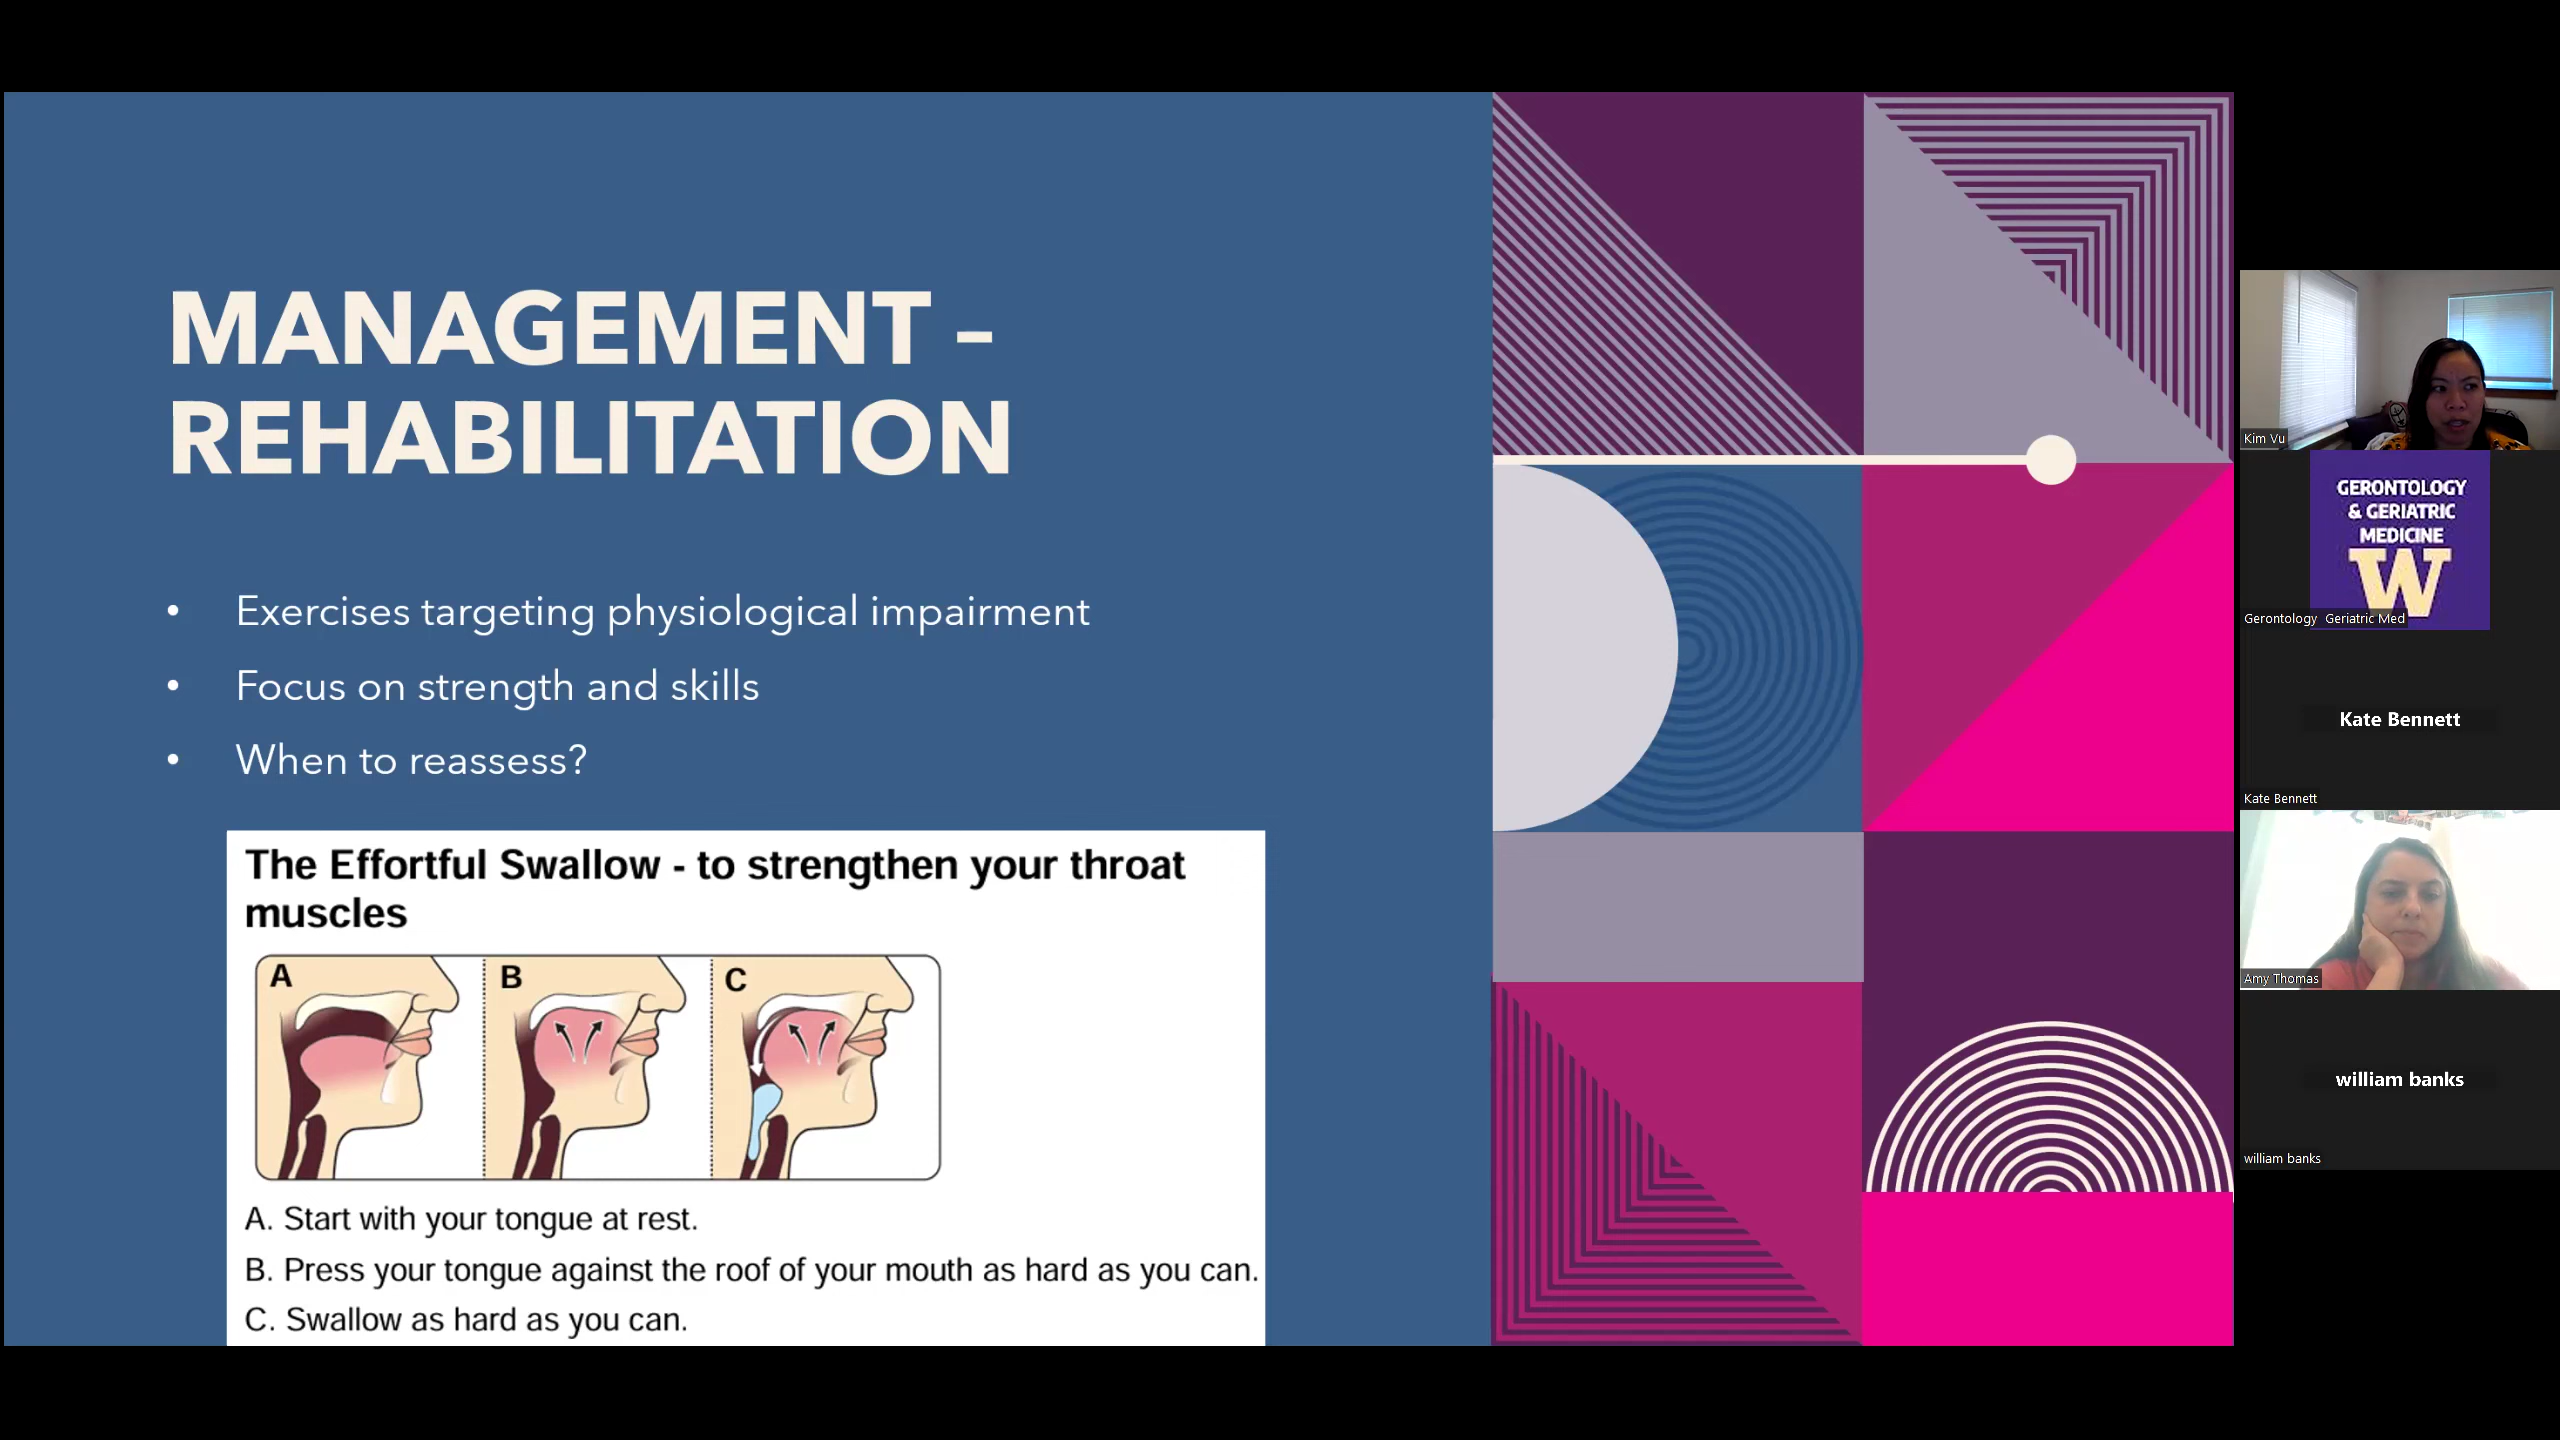 MANAGEMENT –
REHABILITATION
• Exercises targeting physiological impairment
• Focus on strength and skills
• When to reassess?
The Effortful Swallow - to strengthen your throat
muscles
A
B
C
A. Start with your tongue at rest.
B. Press your tongue against the roof of your mouth as hard as you can.
C. Swallow as hard as you can.
Kim Vu
GERONTOLOGY
& GERIATRIC
MEDICINE
W
Gerontology Geriatric Med
Kate Bennett
Kate Bennett
Amy Thomas
william banks
william banks